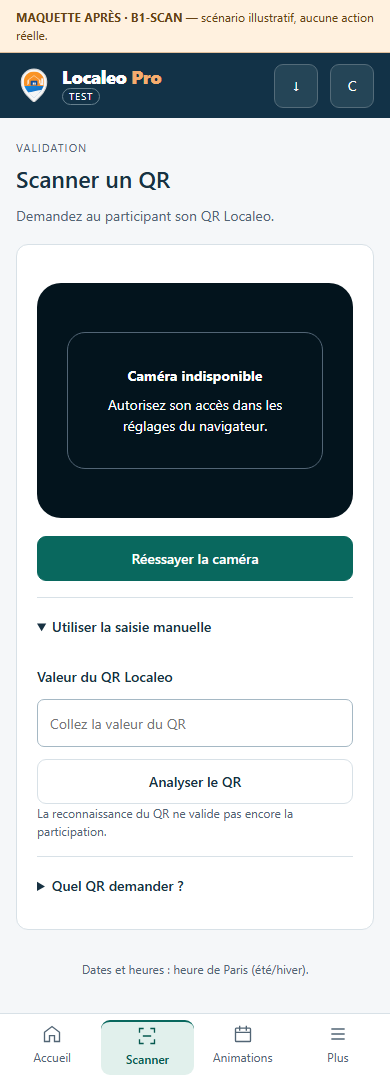 MAQUETTE APRÈS · B1-SCAN — scénario illustratif, aucune action
réelle.
Localeo Pro
TEST
↓
C
VALIDATION
Scanner un QR
Demandez au participant son QR Localeo.
Caméra indisponible
Autorisez son accès dans les
réglages du navigateur.
Réessayer la caméra
▼ Utiliser la saisie manuelle
Valeur du QR Localeo
Collez la valeur du QR
Analyser le QR
La reconnaissance du QR ne valide pas encore la
participation.
▶ Quel QR demander ?
Dates et heures : heure de Paris (été/hiver).
Accueil
Scanner
Animations
Plus